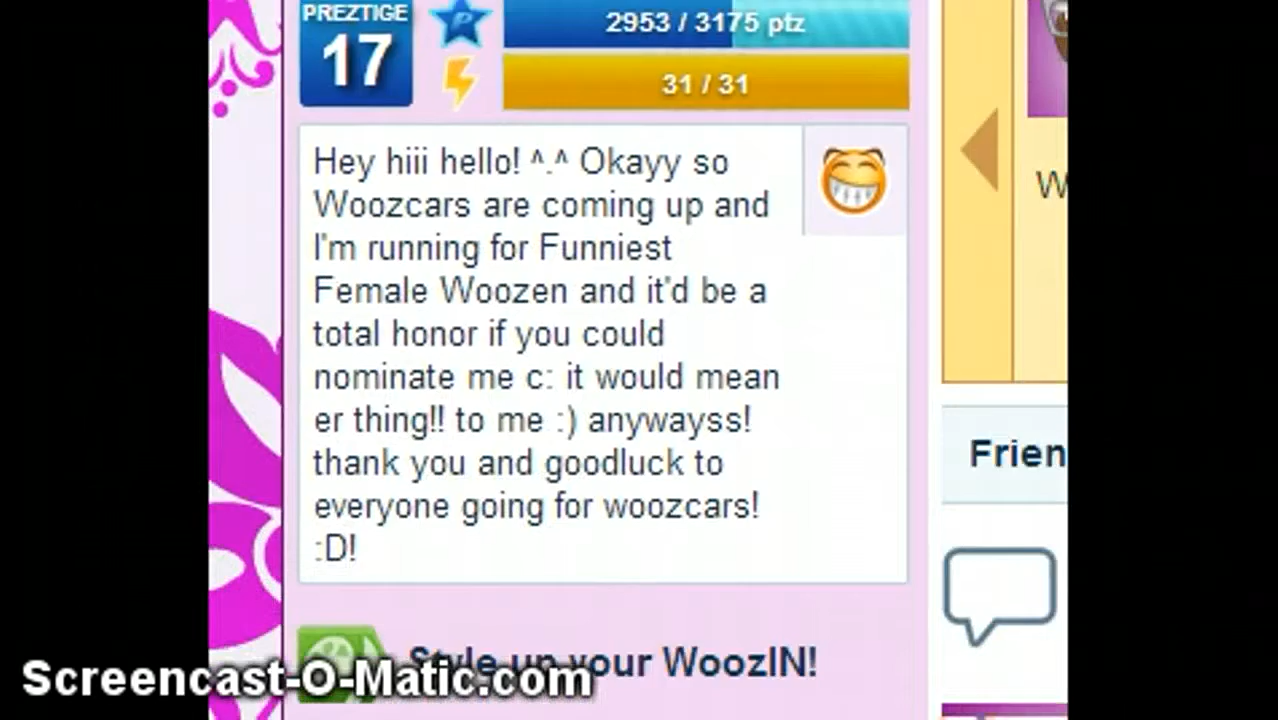 PREZTIGE
17
P
2953 / 3175 ptz
31 / 31
Hey hiii hello! ^.^ Okayy so
Woozcars are coming up and
I'm running for Funniest
Female Woozen and it'd be a
total honor if you could
nominate me c: it would mean
er thing!! to me :) anywayss!
thank you and goodluck to
everyone going for woozcars!
:D!
W
Frien
Style up your WoozIN!
Screencast-O-Matic.com